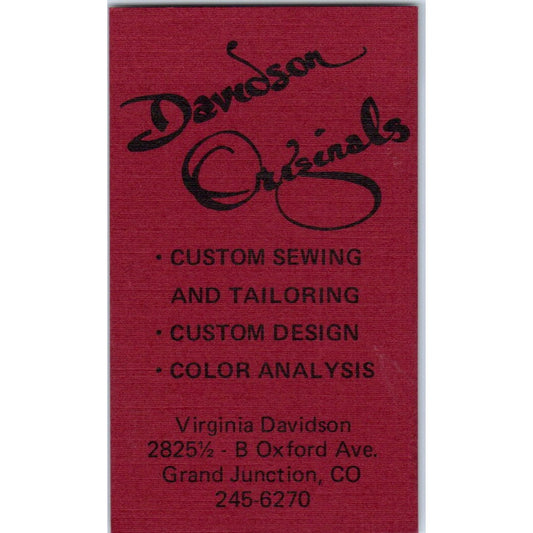 Davidson
Originals
• CUSTOM SEWING
AND TAILORING
• CUSTOM DESIGN
• COLOR ANALYSIS
Virginia Davidson
2825½ - B Oxford Ave.
Grand Junction, CO
245-6270